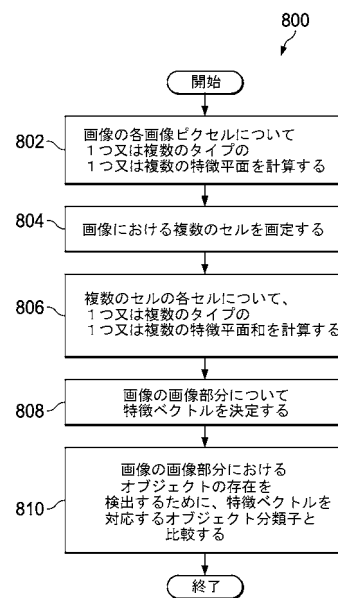 800
開始
802
画像の各画像ピクセルについて
1つ又は複数のタイプの
1つ又は複数の特徴平面を計算する
804
画像における複数のセルを画定する
806
複数のセルの各セルについて、
1つ又は複数のタイプの
1つ又は複数の特徴平面和を計算する
808
画像の画像部分について
特徴ベクトルを決定する
810
画像の画像部分における
オブジェクトの存在を
検出するために、特徴ベクトルを
対応するオブジェクト分類子と
比較する
終了